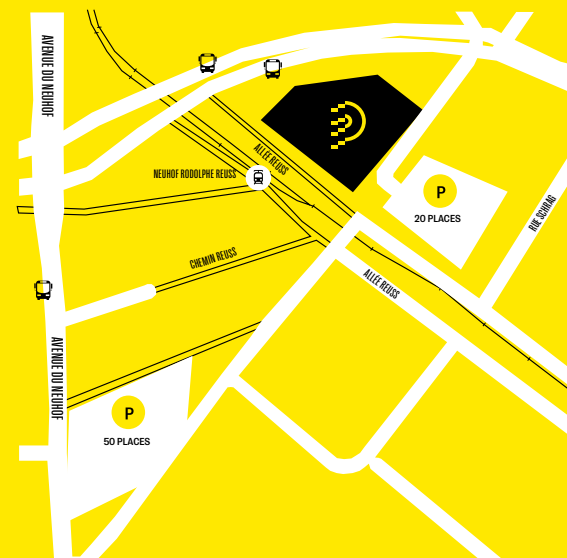 AVENUE DU NEUHOF
ALLÉE REUSS
NEUHOF RODOLPHE REUSS
P
20 PLACES
RUE SCHRAG
CHEMIN REUSS
ALLÉE REUSS
AVENUE DU NEUHOF
P
50 PLACES